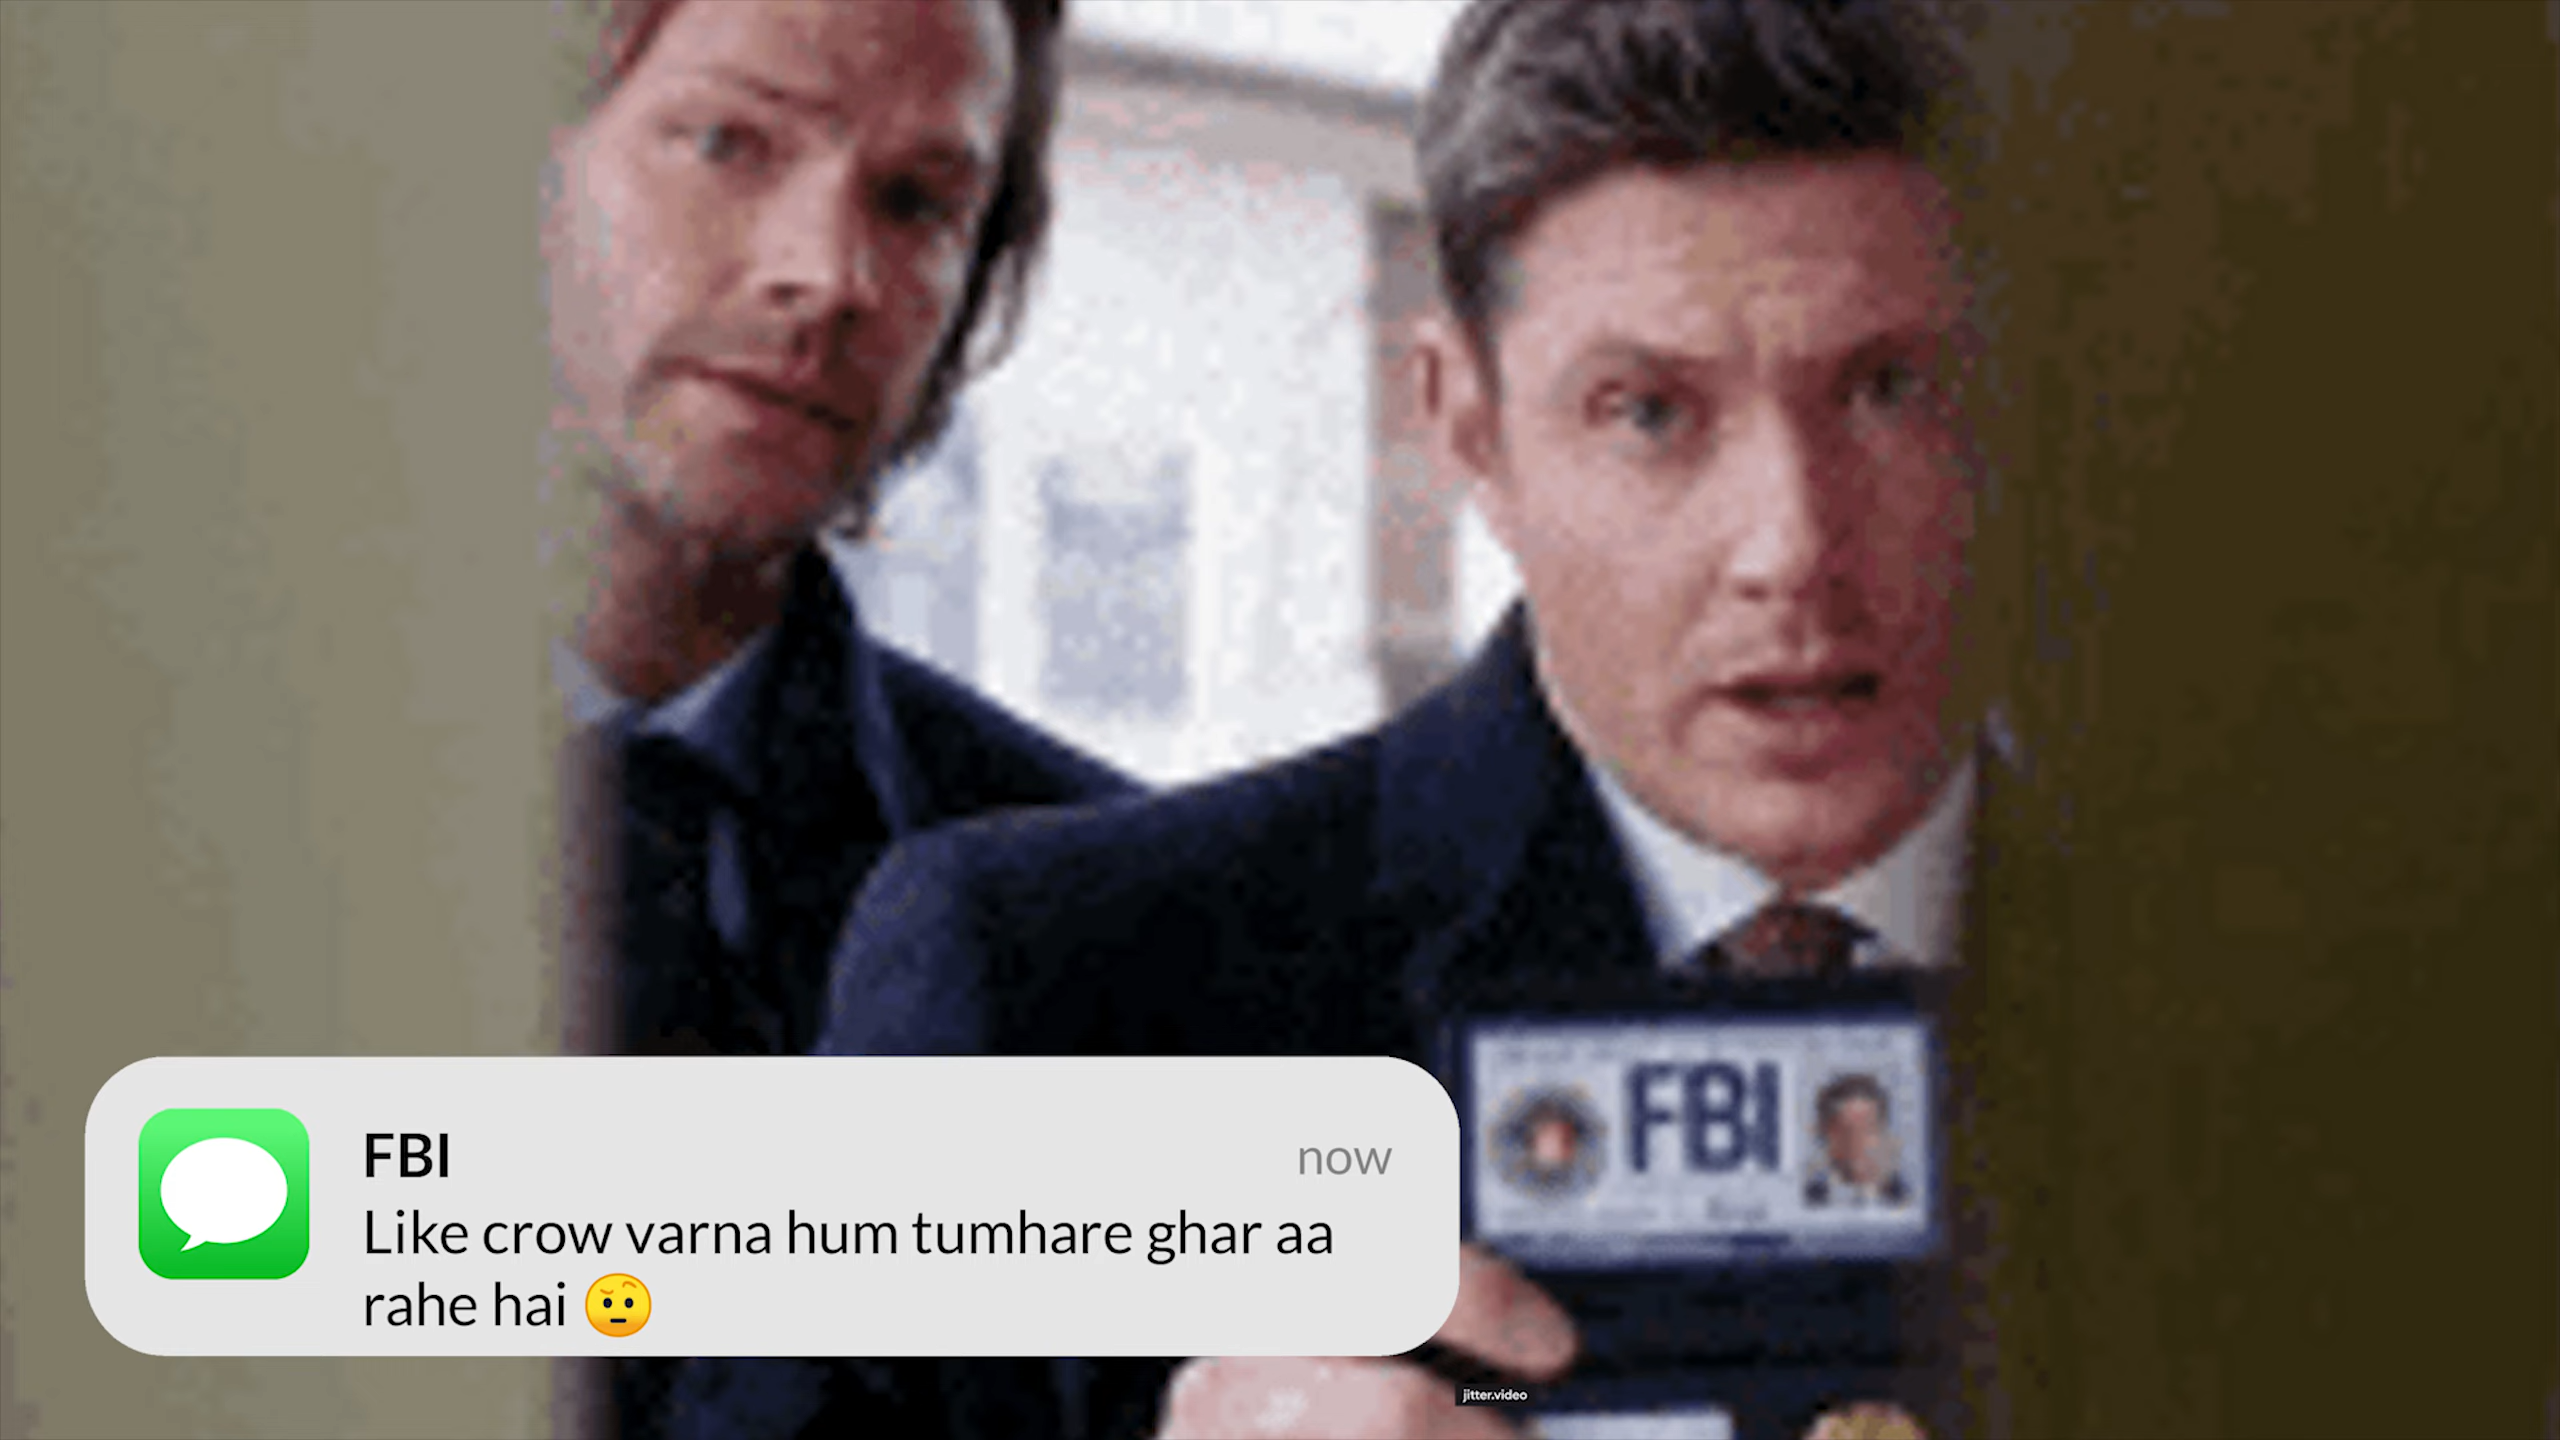 FBI
FBI
now
Like crow varna hum tumhare ghar aa
rahe hai 🤨
jitter.video